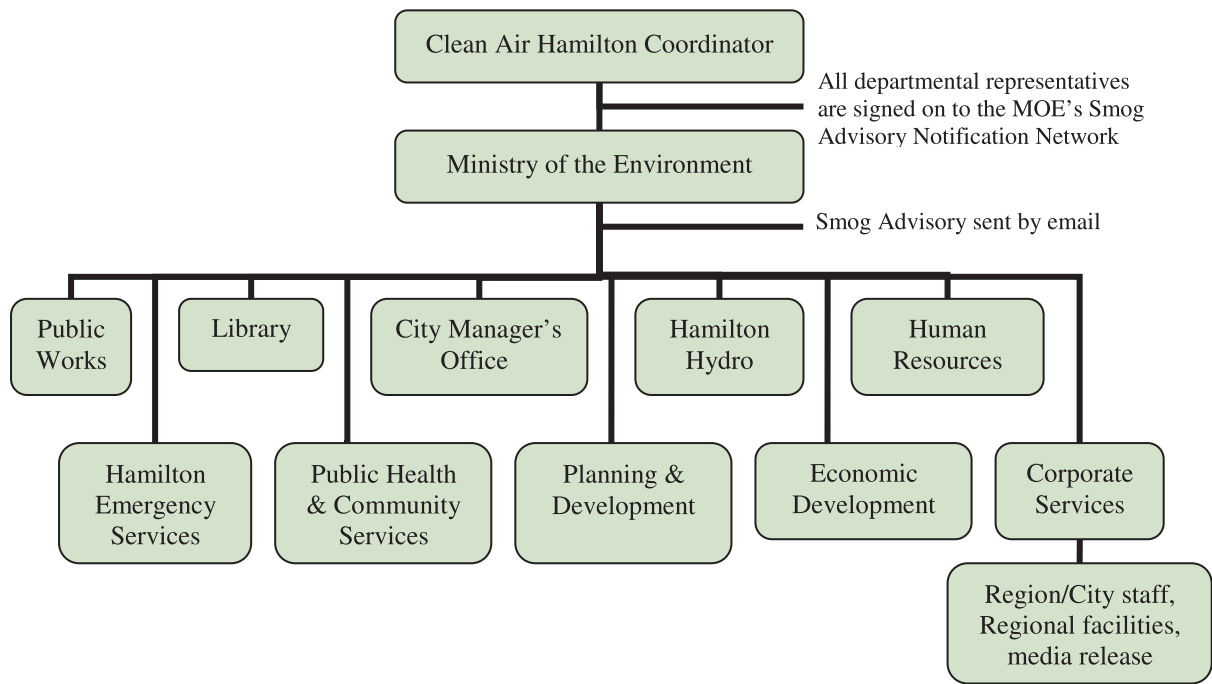 Clean Air Hamilton Coordinator
All departmental representatives
are signed on to the MOE’s Smog
Advisory Notification Network
Ministry of the Environment
Smog Advisory sent by email
Public
Works
Library
City Manager’s
Office
Hamilton
Hydro
Human
Resources
Hamilton
Emergency
Services
Public Health
& Community
Services
Planning &
Development
Economic
Development
Corporate
Services
Region/City staff,
Regional facilities,
media release